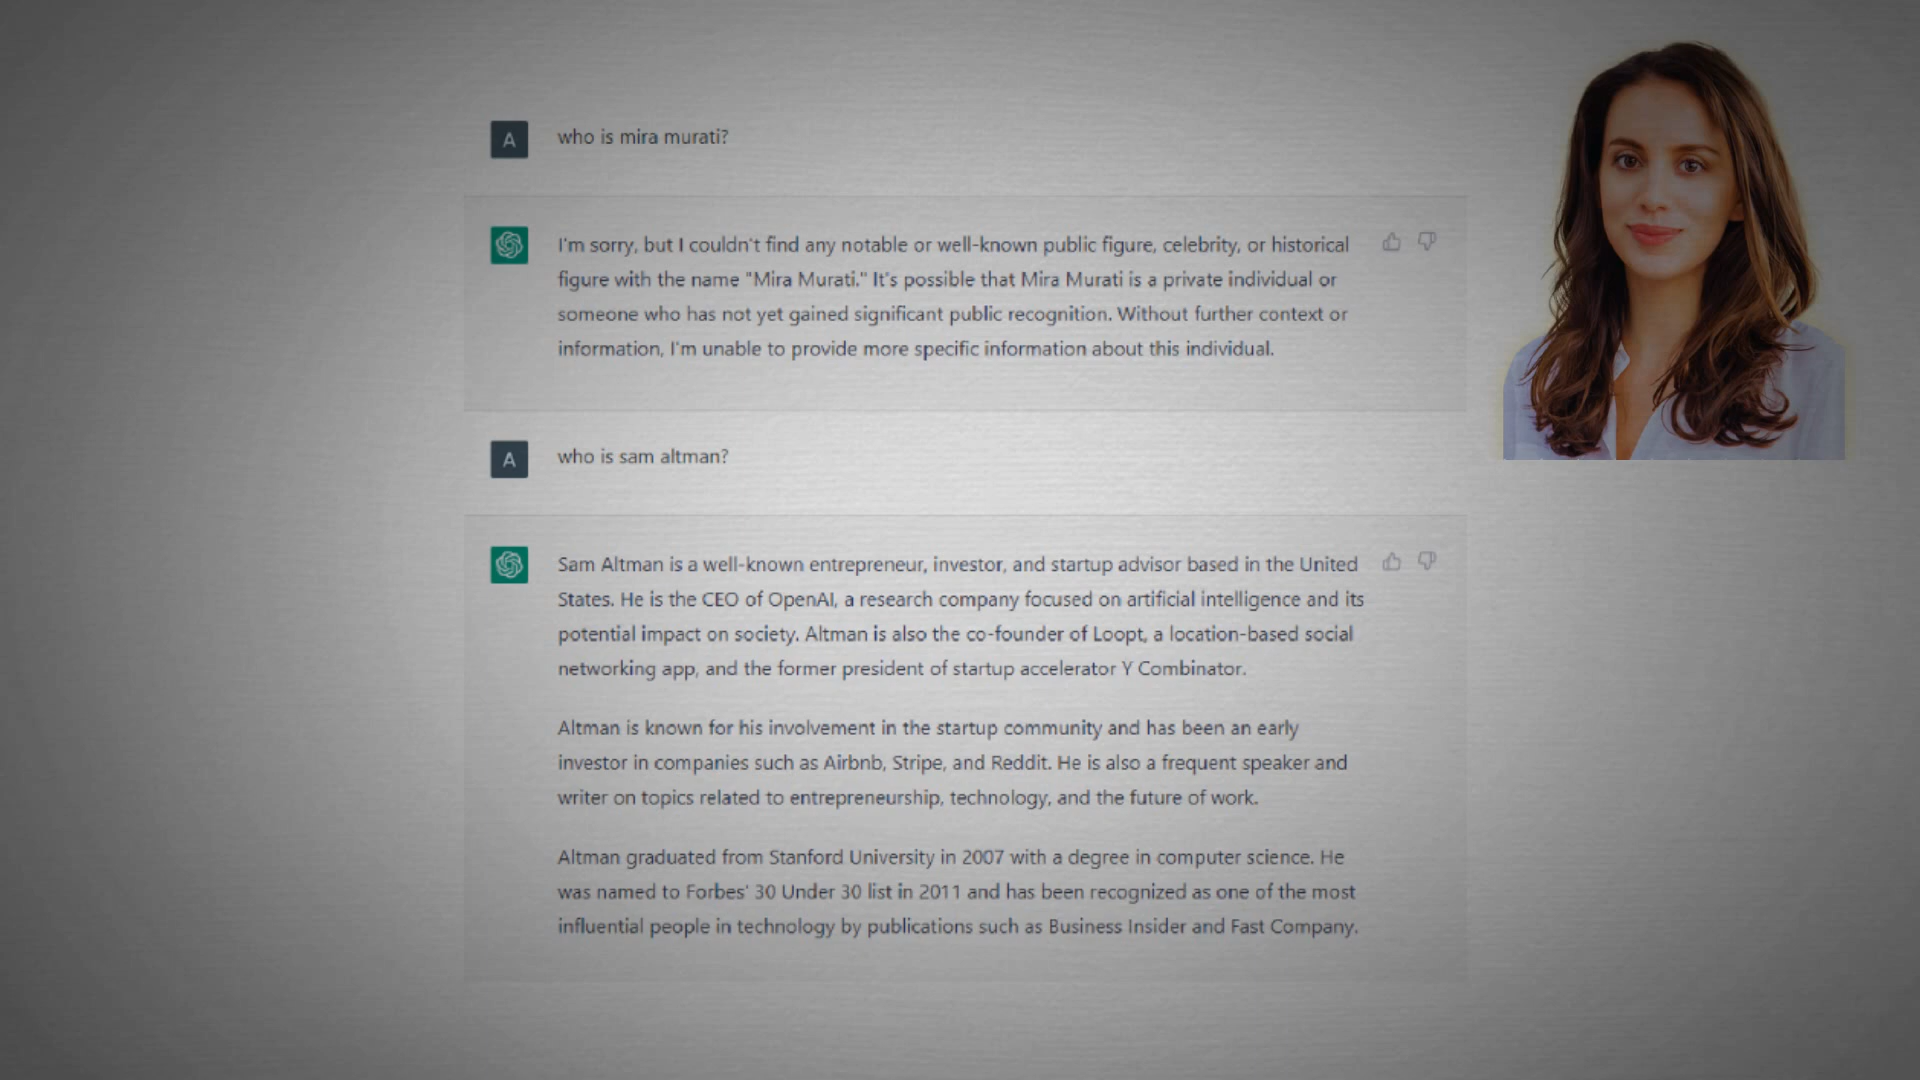 A who is mira murati?
I'm sorry, but I couldn't find any notable or well-known public figure, celebrity, or historical
figure with the name "Mira Murati." It's possible that Mira Murati is a private individual or
someone who has not yet gained significant public recognition. Without further context or
information, I'm unable to provide more specific information about this individual.
A who is sam altman?
Sam Altman is a well-known entrepreneur, investor, and startup advisor based in the United
States. He is the CEO of OpenAI, a research company focused on artificial intelligence and its
potential impact on society. Altman is also the co-founder of Loopt, a location-based social
networking app, and the former president of startup accelerator Y Combinator.
Altman is known for his involvement in the startup community and has been an early
investor in companies such as Airbnb, Stripe, and Reddit. He is also a frequent speaker and
writer on topics related to entrepreneurship, technology, and the future of work.
Altman graduated from Stanford University in 2007 with a degree in computer science. He
was named to Forbes' 30 Under 30 list in 2011 and has been recognized as one of the most
influential people in technology by publications such as Business Insider and Fast Company.